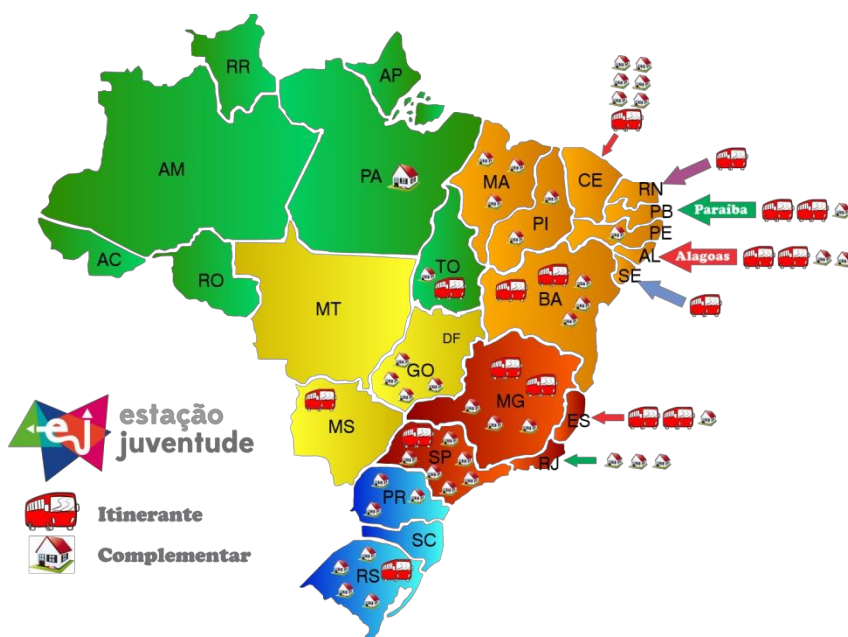 RR
AP
AM
PA
MA
CE
RN
PB
Paraíba
PI
PE
AC
TO
AL
Alagoas
RO
SE
BA
MT
DF
GO
MG
MS
ES
SP
RJ
PR
SC
RS
ej
estação
juventude
Itinerante
Complementar